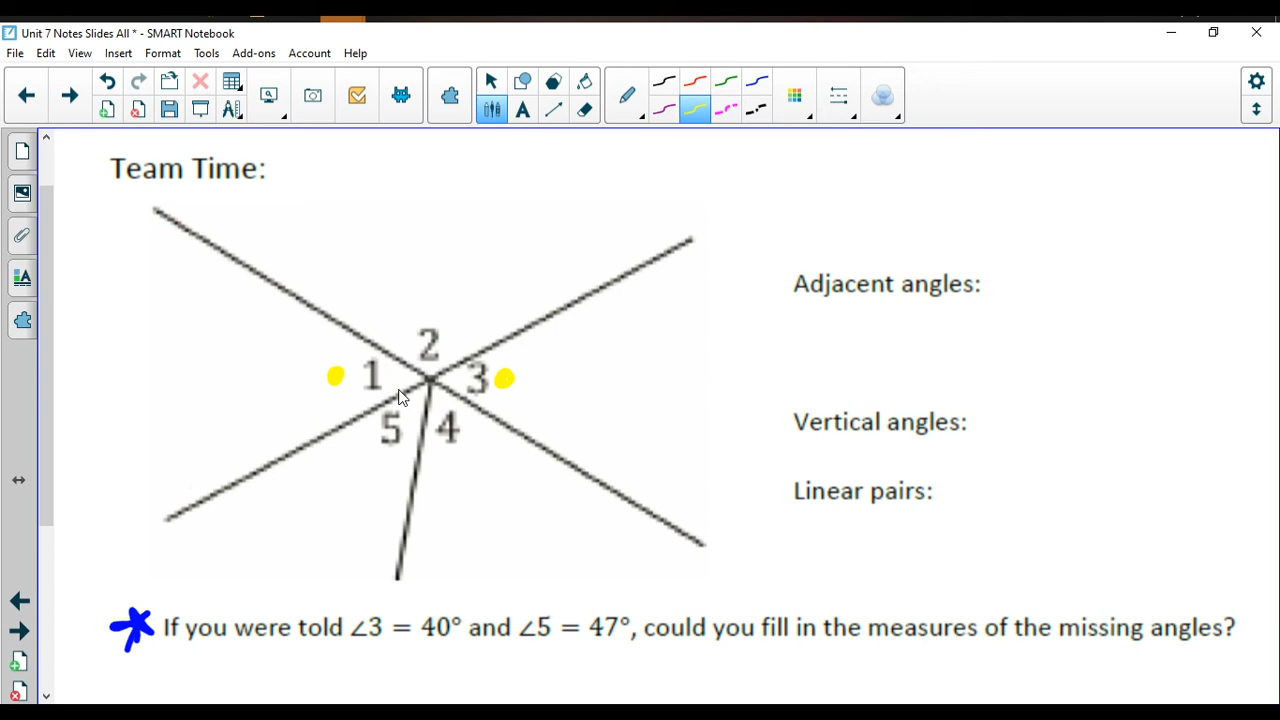 Unit 7 Notes Slides All * - SMART Notebook
File Edit View Insert Format Tools Add-ons Account Help
Team Time:
2
1 3
5 4
Adjacent angles:
Vertical angles:
Linear pairs:
If you were told ∠3 = 40° and ∠5 = 47°, could you fill in the measures of the missing angles?